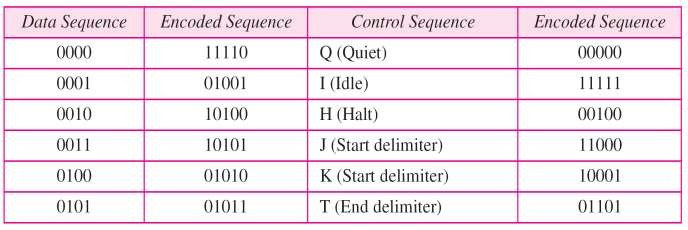 Data Sequence Encoded Sequence Control Sequence Encoded Sequence
0000 11110 Q (Quiet) 00000
0001 01001 I (Idle) 11111
0010 10100 H (Halt) 00100
0011 10101 J (Start delimiter) 11000
0100 01010 K (Start delimiter) 10001
0101 01011 T (End delimiter) 01101